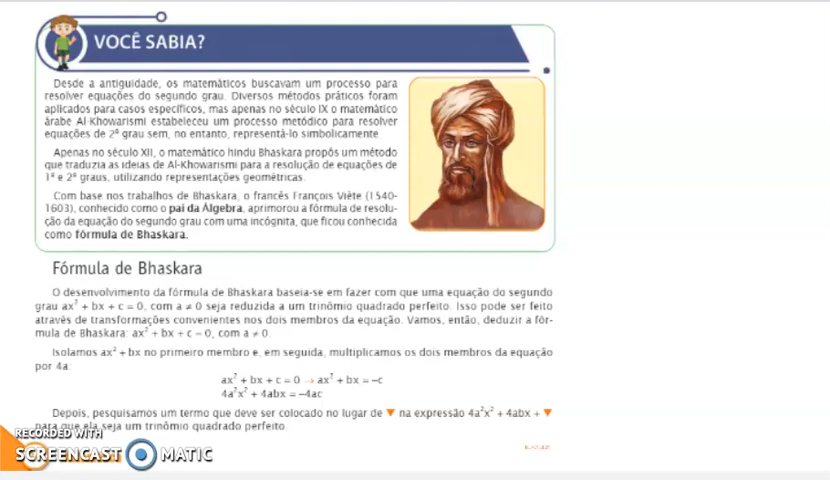 VOCÊ SABIA?
Desde a antiguidade, os matemáticos buscavam um processo para
resolver equações do segundo grau. Diversos métodos práticos foram
aplicados para casos específicos, mas apenas no século IX o matemático
árabe Al-Khowarismi estabeleceu um processo metódico para resolver
equações de 2º grau sem, no entanto, representá-lo simbolicamente
Apenas no século XII, o matemático hindu Bhaskara propôs um método
que traduzia as ideias de Al-Khowarismi para a resolução de equações de
1º e 2º graus, utilizando representações geométricas.
Com base nos trabalhos de Bhaskara, o francês François Viète (1540-
1603), conhecido como o pai da Álgebra, aprimorou a fórmula de resolu-
ção da equação do segundo grau com uma incógnita, que ficou conhecida
como fórmula de Bhaskara.
Fórmula de Bhaskara
O desenvolvimento da fórmula de Bhaskara baseia-se em fazer com que uma equação do segundo
grau ax² + bx + c = 0, com a ≠ 0 seja reduzida a um trinômio quadrado perfeito. Isso pode ser feito
através de transformações convenientes nos dois membros da equação. Vamos, então, deduzir a fór-
mula de Bhaskara: ax² + bx + c = 0, com a ≠ 0.
Isolamos ax² + bx no primeiro membro e, em seguida, multiplicamos os dois membros da equação
por 4a:
ax² + bx + c = 0 → ax² + bx = –c
4a²x² + 4abx = –4ac
Depois, pesquisamos um termo que deve ser colocado no lugar de ▼ na expressão 4a²x² + 4abx + ▼
para que ela seja um trinômio quadrado perfeito.
RECORDED WITH
SCREENCAST MATIC